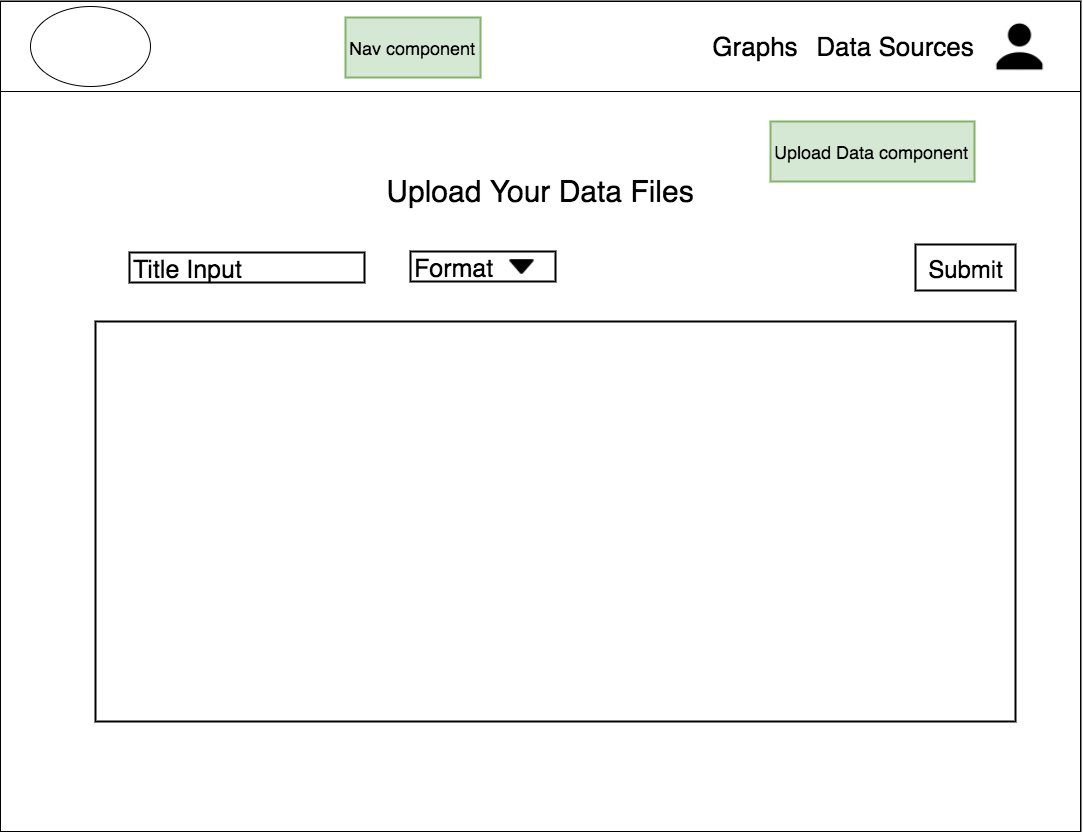 Nav component
Graphs
Data Sources
Upload Data component
Upload Your Data Files
Title Input
Format
Submit